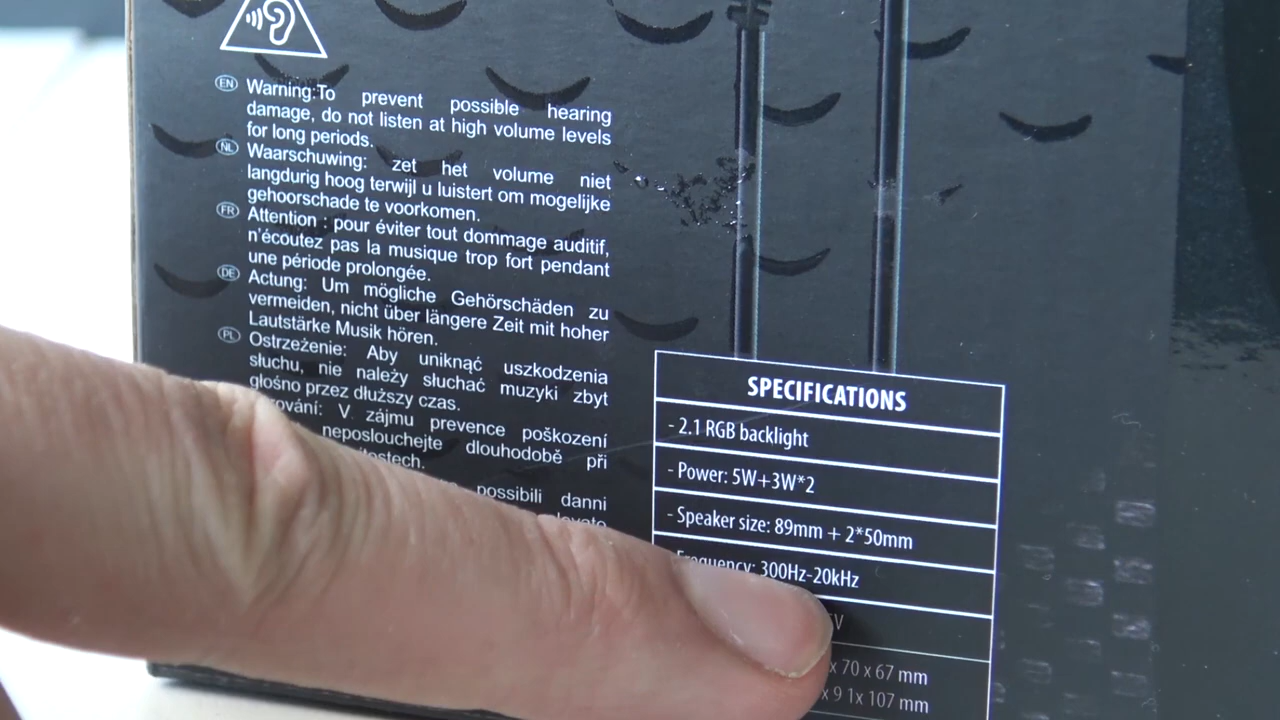 EN Warning:To prevent possible hearing
damage, do not listen at high volume levels
for long periods.
NL Waarschuwing: zet het volume niet
langdurig hoog terwijl u luistert om mogelijke
gehoorschade te voorkomen.
FR Attention : pour éviter tout dommage auditif,
n'écoutez pas la musique trop fort pendant
une période prolongée.
DE Actung: Um mögliche Gehörschäden zu
vermeiden, nicht über längere Zeit mit hoher
Lautstärke Musik hören.
PL Ostrzeżenie: Aby uniknąć uszkodzenia
słuchu, nie należy słuchać muzyki zbyt
głośno przez dłuższy czas.
V zájmu prevence poškození
neposlouchejte dlouhodobě při
possibili danni
SPECIFICATIONS
- 2.1 RGB backlight
- Power: 5W+3W*2
- Speaker size: 89mm + 2*50mm
Frequency: 300Hz-20kHz
V
x 70 x 67 mm
x 9 1x 107 mm